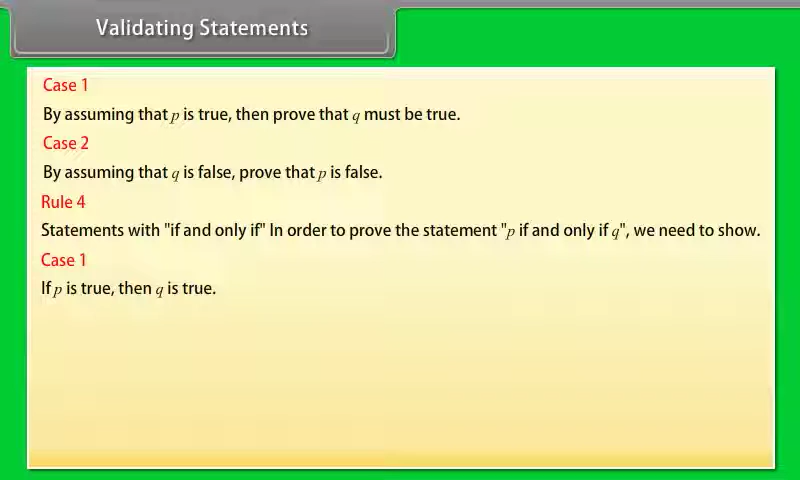 Validating Statements
Case 1
By assuming that p is true, then prove that q must be true.
Case 2
By assuming that q is false, prove that p is false.
Rule 4
Statements with "if and only if" In order to prove the statement "p if and only if q", we need to show.
Case 1
If p is true, then q is true.